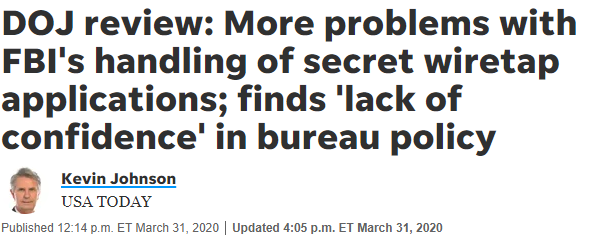 DOJ review: More problems with
FBI's handling of secret wiretap
applications; finds 'lack of
confidence' in bureau policy
Kevin Johnson
USA TODAY
Published 12:14 p.m. ET March 31, 2020 | Updated 4:05 p.m. ET March 31, 2020